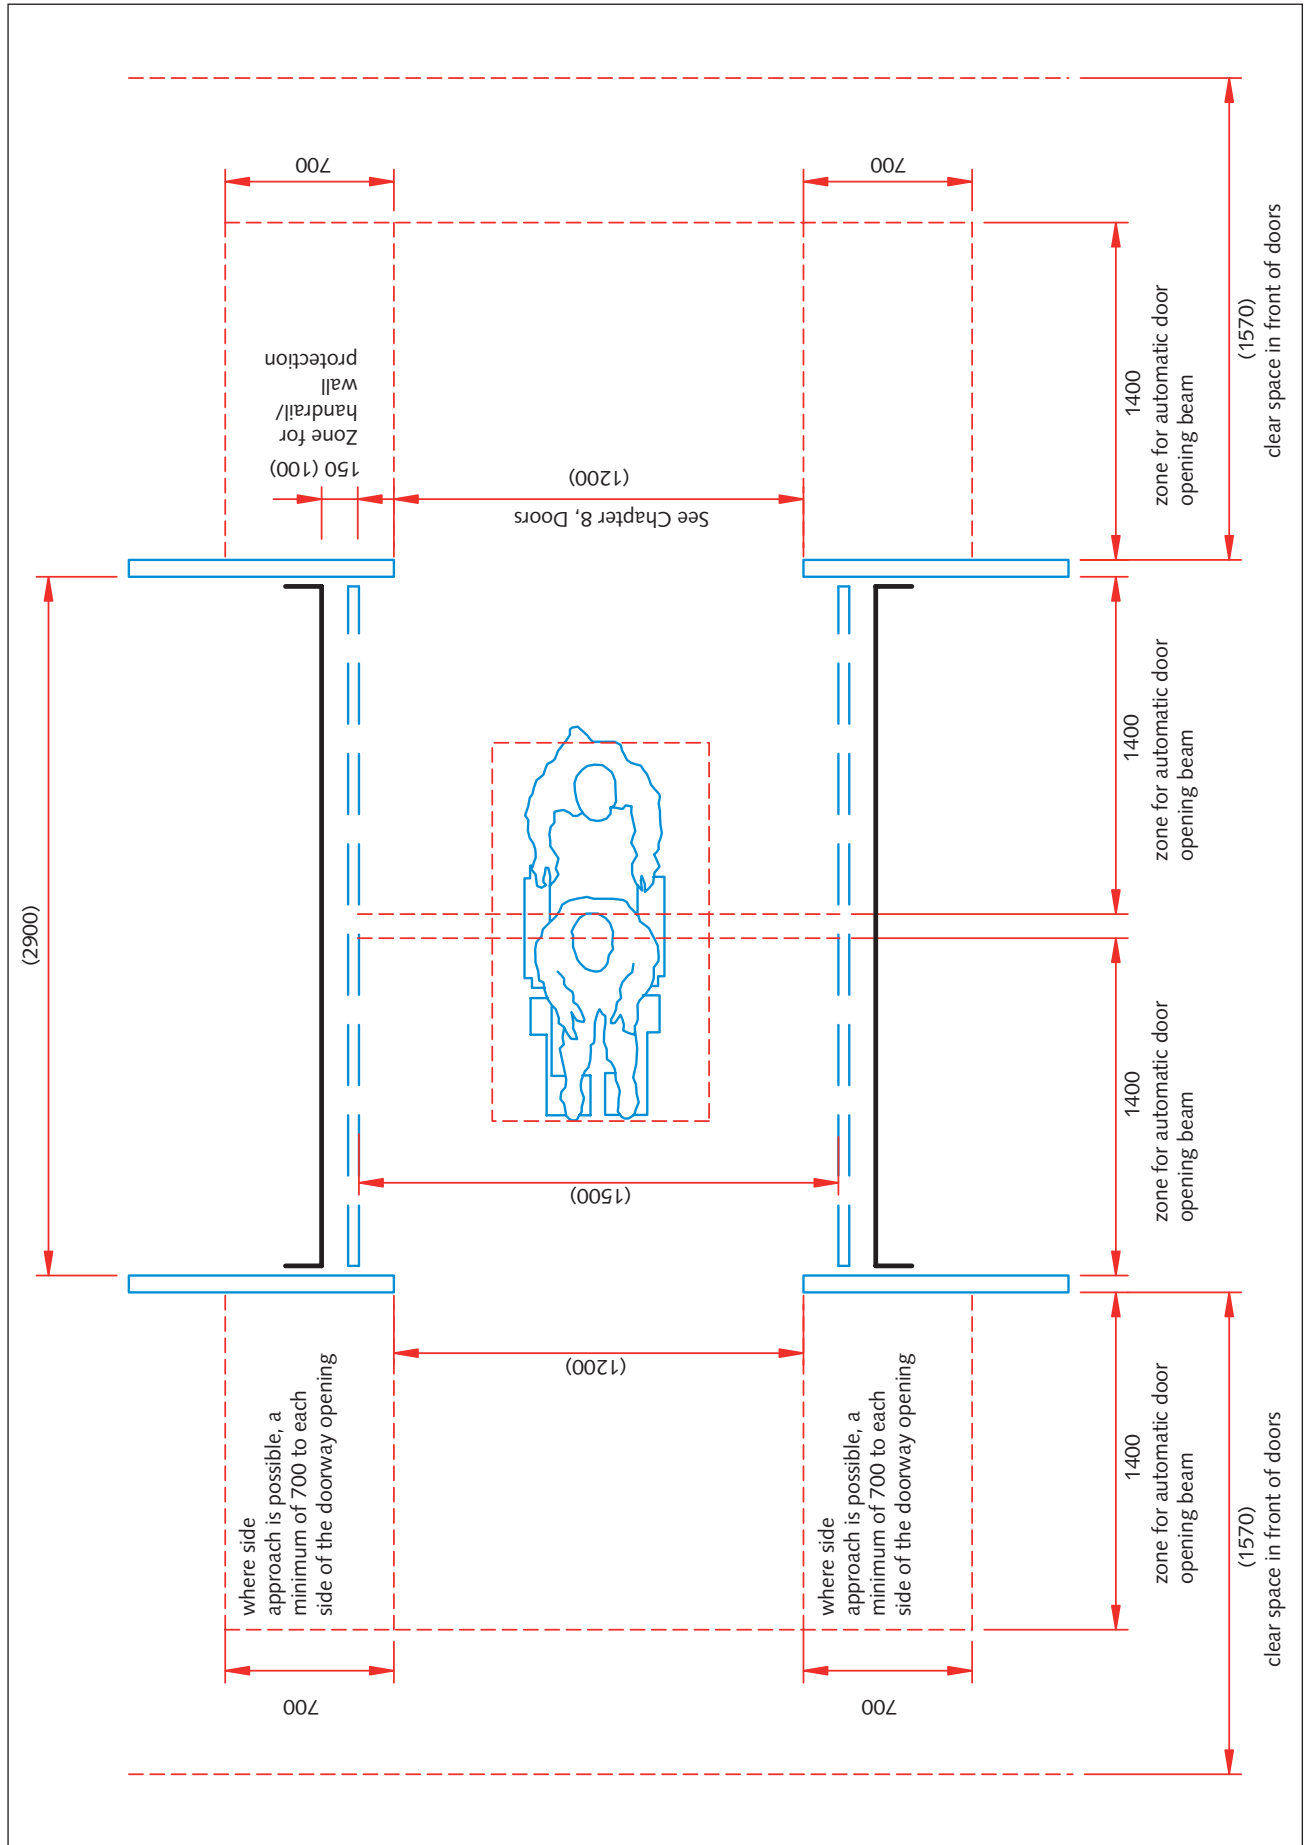 (2900)
700
700
Zone for
handrail/
wall
protection
150 (100)
(1200)
See Chapter 8, Doors
1400
zone for automatic door
opening beam
(1570)
clear space in front of doors
1400
zone for automatic door
opening beam
1400
zone for automatic door
opening beam
(1500)
(1200)
where side
approach is possible, a
minimum of 700 to each
side of the doorway opening
where side
approach is possible, a
minimum of 700 to each
side of the doorway opening
1400
zone for automatic door
opening beam
(1570)
clear space in front of doors
700
700